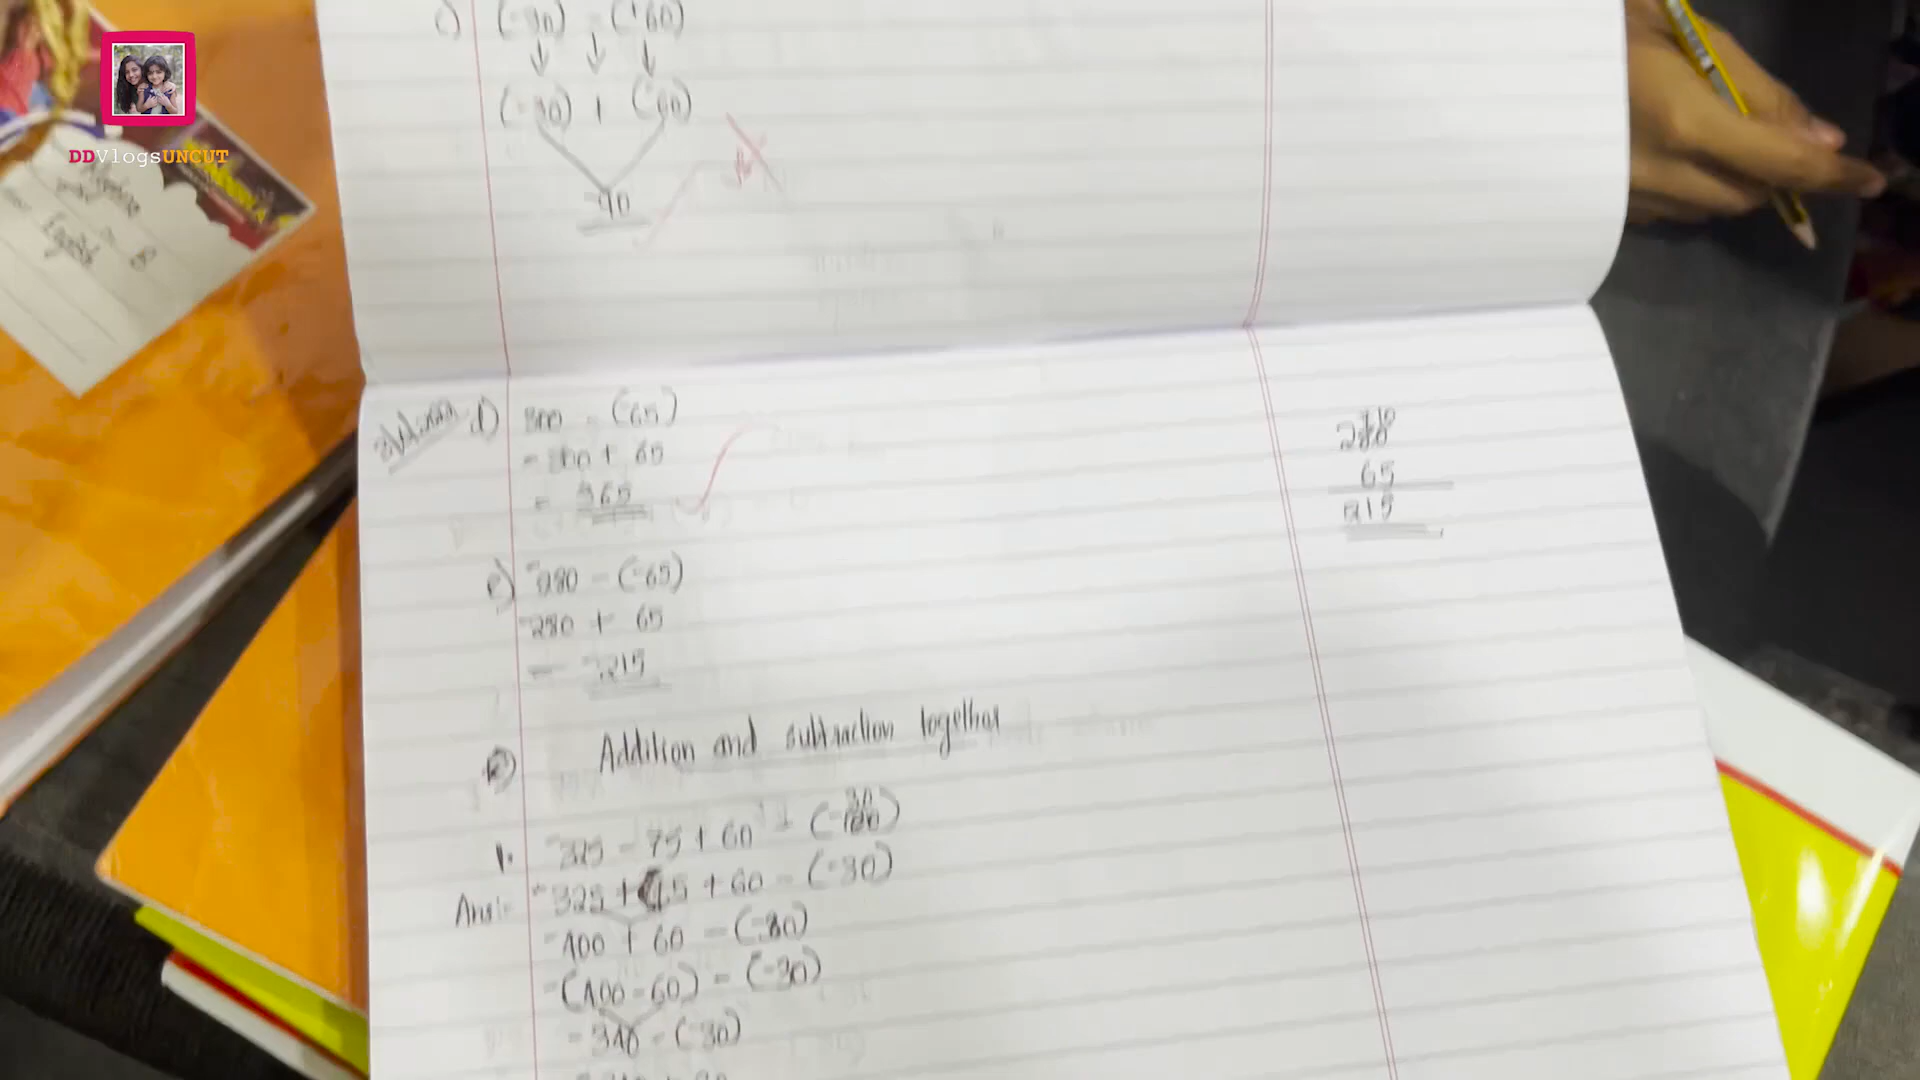 DDVlogsUNCUT
English
c) (-30) - (+60)
(-30) + (-60)
-90
d) 300 - (-65)
= 300 + 65
= 365
e) -280 - (-65)
-280 + 65
= -215
280
65
215
Addition and subtraction together
1. -325 - 75 + 60 - (-30)
Ans:- -325 + 75 + 60 - (-30)
-400 + 60 - (-30)
-(400-60) - (-30)
-340 - (-30)